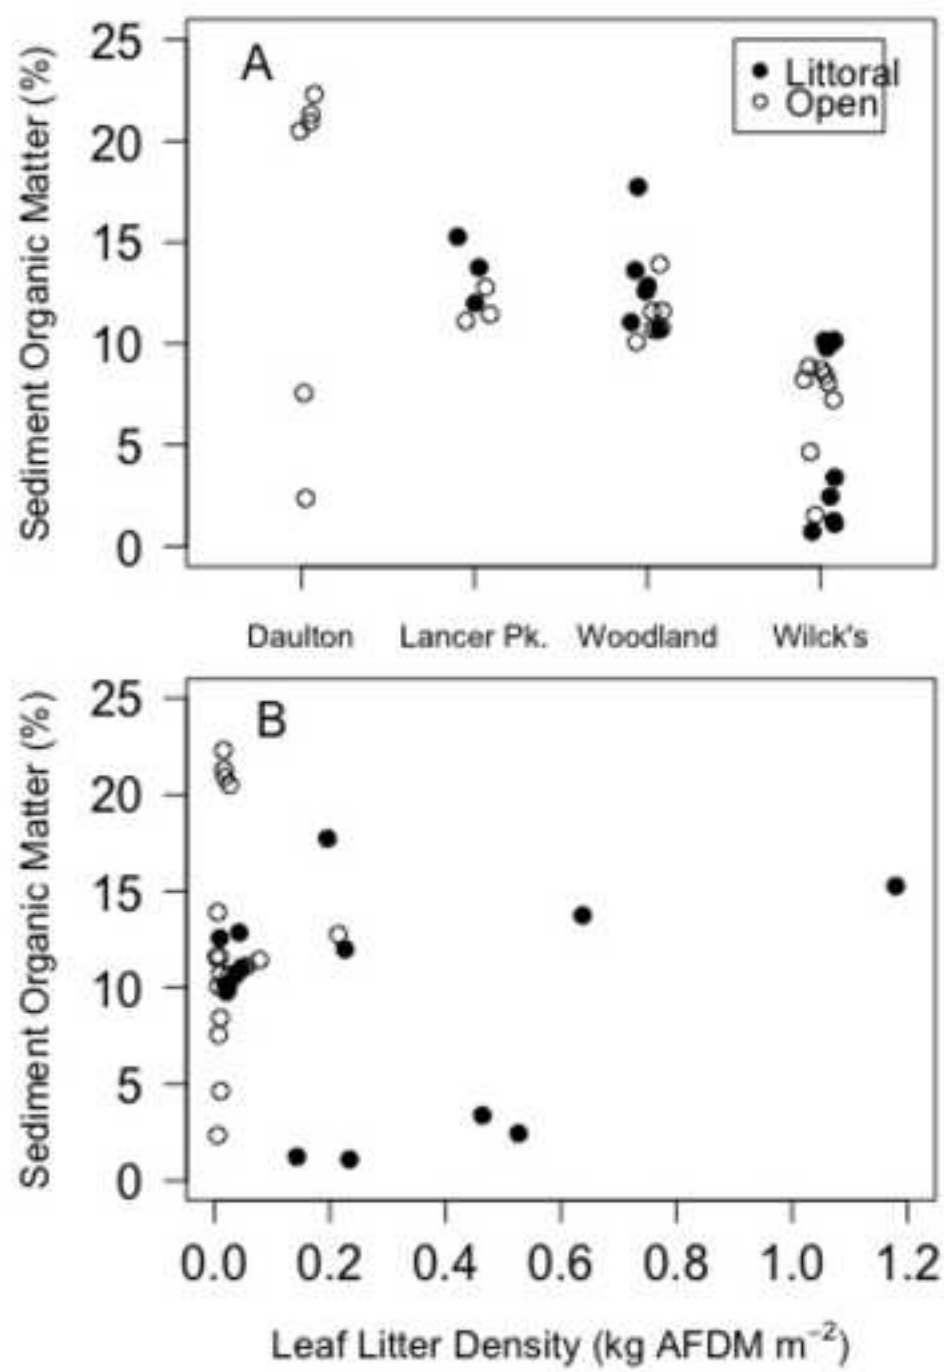 Sediment Organic Matter (%)
25
20
15
10
5
0
A
Littoral
Open
Daulton Lancer Pk. Woodland Wilck's
Sediment Organic Matter (%)
25
20
15
10
5
0
B
0.0 0.2 0.4 0.6 0.8 1.0 1.2
Leaf Litter Density (kg AFDM m⁻²)